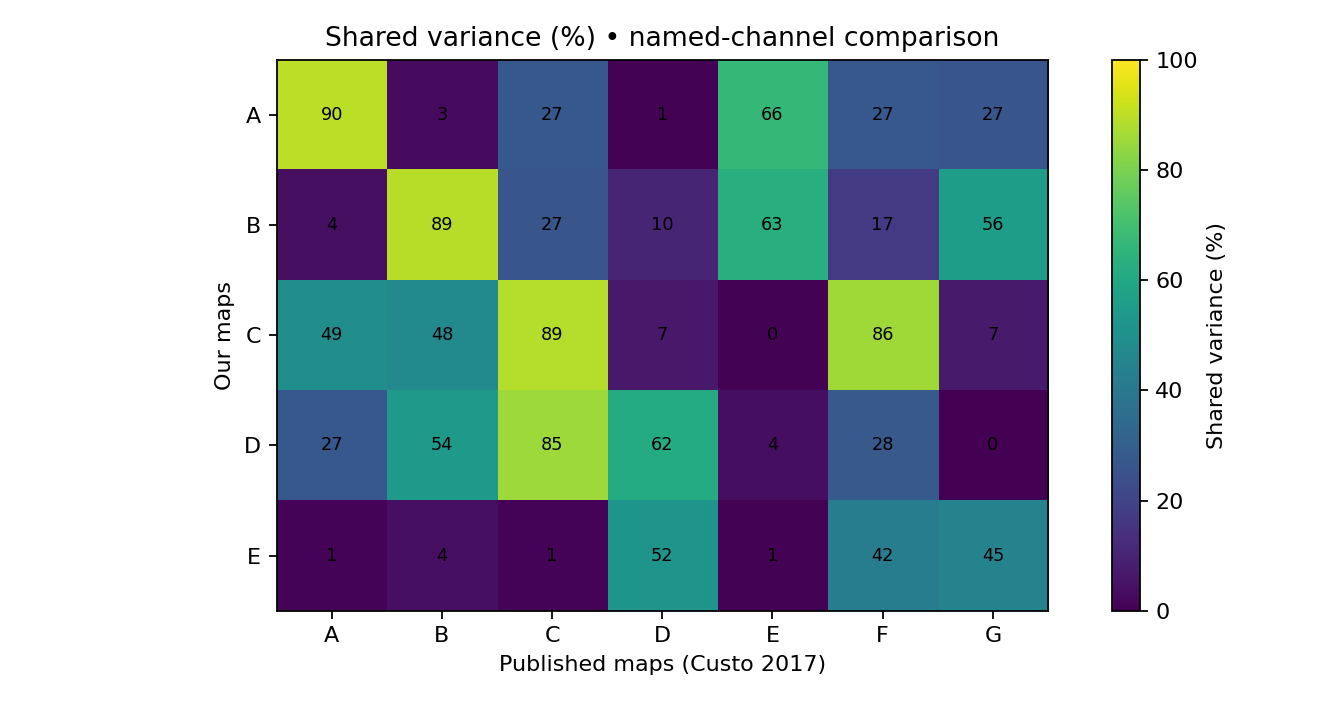 Shared variance (%) • named-channel comparison
A 90 3 27 1 66 27 27
B 4 89 27 10 63 17 56
C 49 48 89 7 0 86 7
D 27 54 85 62 4 28 0
E 1 4 1 52 1 42 45
A B C D E F G
Published maps (Custo 2017)
Our maps
100
80
60
40
20
0
Shared variance (%)